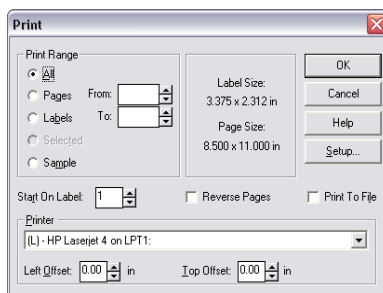 Print
Print Range
All
Pages From:
Labels To:
Selected
Sample
Label Size:
3.375 x 2.312 in
Page Size:
8.500 x 11.000 in
OK
Cancel
Help
Setup...
Start On Label: 1 Reverse Pages Print To File
Printer
(L) - HP Laserjet 4 on LPT1:
Left Offset: 0.00 in Top Offset: 0.00 in